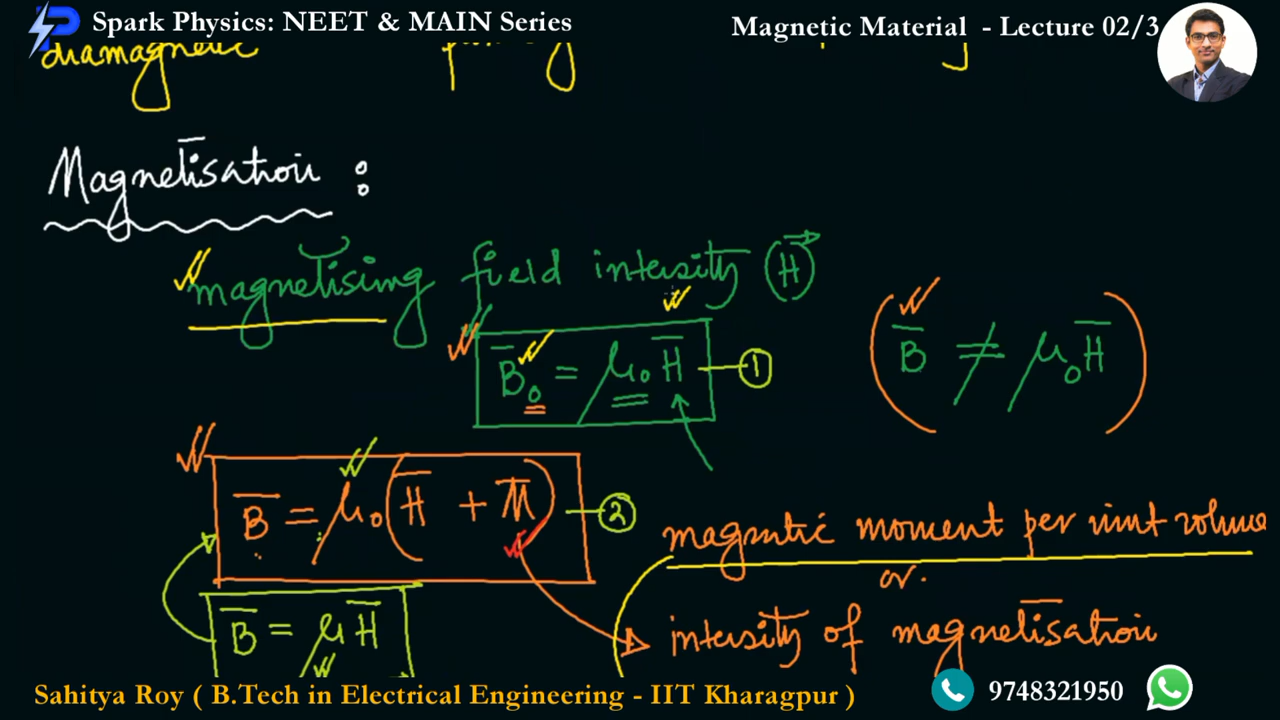 Spark Physics: NEET & MAIN Series
Magnetic Material - Lecture 02/3
diamagnetic
Magnetisation :
magnetising field intensity (H⃗)
B̅₀ = μ₀H̅ — ①
(B̅ ≠ μ₀H̅)
B̅ = μ₀(H̅ + M̅) — ②
magnetic moment per unit volume
or.
B̅ = μH̅
intensity of magnetisation
Sahitya Roy ( B.Tech in Electrical Engineering - IIT Kharagpur )
9748321950